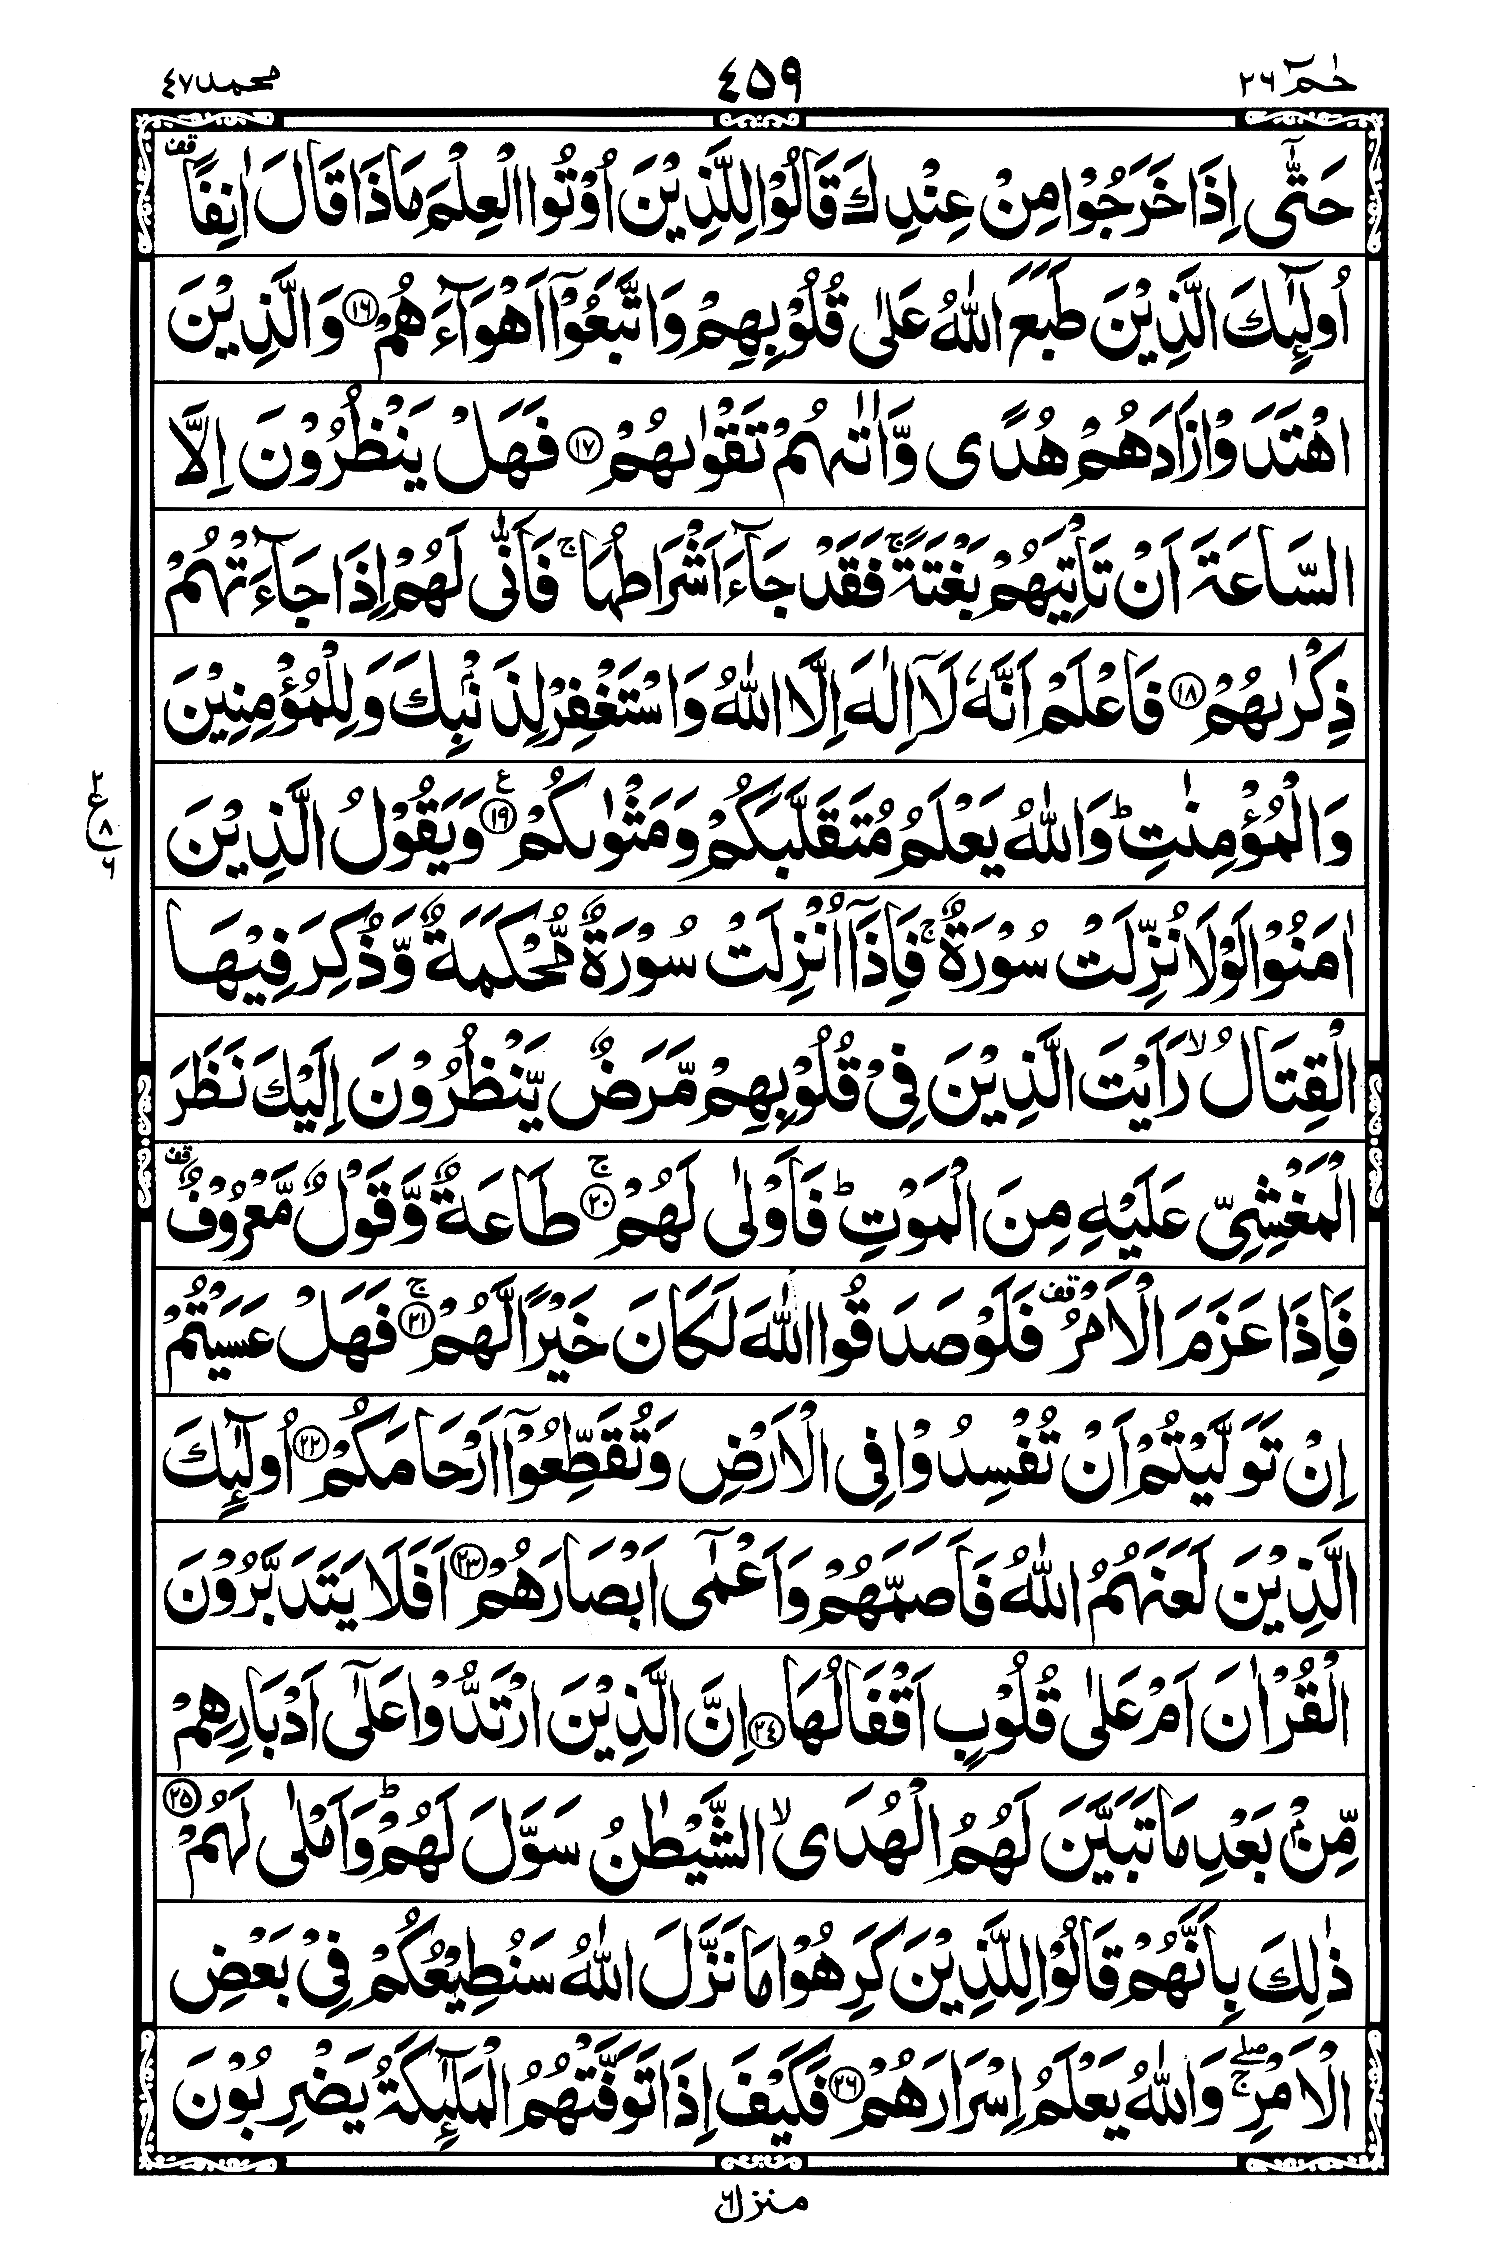 حٰمٓ ٢٦
٤٥٩
محمد ٤٧
حَتّٰٓى اِذَا خَرَجُوْا مِنْ عِنْدِكَ قَالُوْا لِلَّذِيْنَ اُوْتُوا الْعِلْمَ مَاذَا قَالَ اٰنِفًا قف
اُولٰٓئِكَ الَّذِيْنَ طَبَعَ اللّٰهُ عَلٰى قُلُوْبِهِمْ وَاتَّبَعُوْٓا اَهْوَآءَهُمْ ١٦ وَالَّذِيْنَ
اهْتَدَوْا زَادَهُمْ هُدًى وَّاٰتٰىهُمْ تَقْوٰىهُمْ ١٧ فَهَلْ يَنْظُرُوْنَ اِلَّا
السَّاعَةَ اَنْ تَاْتِيَهُمْ بَغْتَةً ۚ فَقَدْ جَآءَ اَشْرَاطُهَا ۚ فَاَنّٰى لَهُمْ اِذَا جَآءَتْهُمْ
ذِكْرٰىهُمْ ١٨ فَاعْلَمْ اَنَّهٗ لَآ اِلٰهَ اِلَّا اللّٰهُ وَاسْتَغْفِرْ لِذَنْۢبِكَ وَلِلْمُؤْمِنِيْنَ
وَالْمُؤْمِنٰتِ ؕ وَاللّٰهُ يَعْلَمُ مُتَقَلَّبَكُمْ وَمَثْوٰىكُمْ ١٩ ع وَيَقُوْلُ الَّذِيْنَ
٢ ع ٨ ٦
اٰمَنُوْا لَوْلَا نُزِّلَتْ سُوْرَةٌ ۚ فَاِذَآ اُنْزِلَتْ سُوْرَةٌ مُّحْكَمَةٌ وَّذُكِرَ فِيْهَا
الْقِتَالُ ۙ رَاَيْتَ الَّذِيْنَ فِيْ قُلُوْبِهِمْ مَّرَضٌ يَّنْظُرُوْنَ اِلَيْكَ نَظَرَ
الْمَغْشِيِّ عَلَيْهِ مِنَ الْمَوْتِ ؕ فَاَوْلٰى لَهُمْ ٢٠ ۚ طَاعَةٌ وَّقَوْلٌ مَّعْرُوْفٌ قف
فَاِذَا عَزَمَ الْاَمْرُ قف فَلَوْ صَدَقُوا اللّٰهَ لَكَانَ خَيْرًا لَّهُمْ ٢١ ۚ فَهَلْ عَسَيْتُمْ
اِنْ تَوَلَّيْتُمْ اَنْ تُفْسِدُوْا فِي الْاَرْضِ وَتُقَطِّعُوْٓا اَرْحَامَكُمْ ٢٢ اُولٰٓئِكَ
الَّذِيْنَ لَعَنَهُمُ اللّٰهُ فَاَصَمَّهُمْ وَاَعْمٰٓى اَبْصَارَهُمْ ٢٣ اَفَلَا يَتَدَبَّرُوْنَ
الْقُرْاٰنَ اَمْ عَلٰى قُلُوْبٍ اَقْفَالُهَا ٢٤ اِنَّ الَّذِيْنَ ارْتَدُّوْا عَلٰٓى اَدْبَارِهِمْ
مِّنْۢ بَعْدِ مَا تَبَيَّنَ لَهُمُ الْهُدَى ۙ الشَّيْطٰنُ سَوَّلَ لَهُمْ ؕ وَاَمْلٰى لَهُمْ ٢٥
ذٰلِكَ بِاَنَّهُمْ قَالُوْا لِلَّذِيْنَ كَرِهُوْا مَا نَزَّلَ اللّٰهُ سَنُطِيْعُكُمْ فِيْ بَعْضِ
الْاَمْرِ ۖۚ وَاللّٰهُ يَعْلَمُ اِسْرَارَهُمْ ٢٦ فَكَيْفَ اِذَا تَوَفَّتْهُمُ الْمَلٰٓئِكَةُ يَضْرِبُوْنَ
منزل ٦